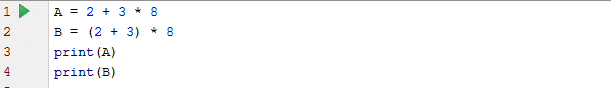 1 A = 2 + 3 * 8
2 B = (2 + 3) * 8
3 print(A)
4 print(B)